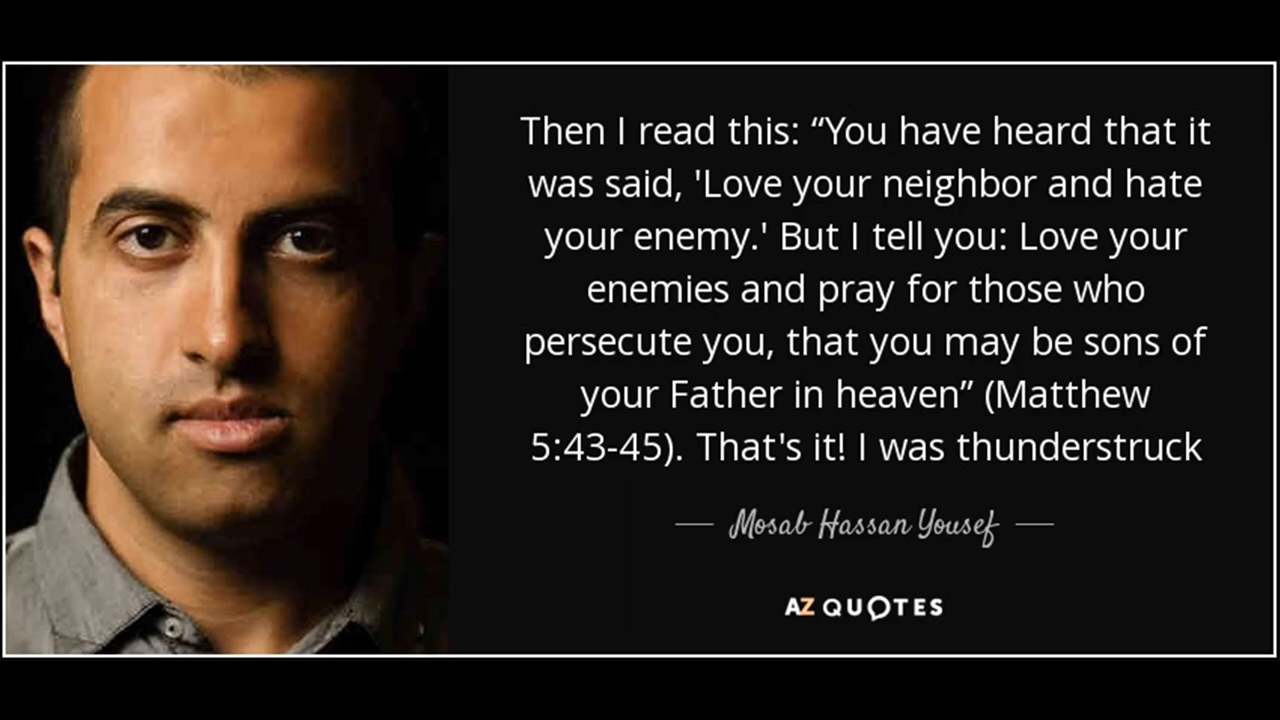 Then I read this: “You have heard that it
was said, 'Love your neighbor and hate
your enemy.' But I tell you: Love your
enemies and pray for those who
persecute you, that you may be sons of
your Father in heaven” (Matthew
5:43-45). That's it! I was thunderstruck
Mosab Hassan Yousef
AZ QUOTES